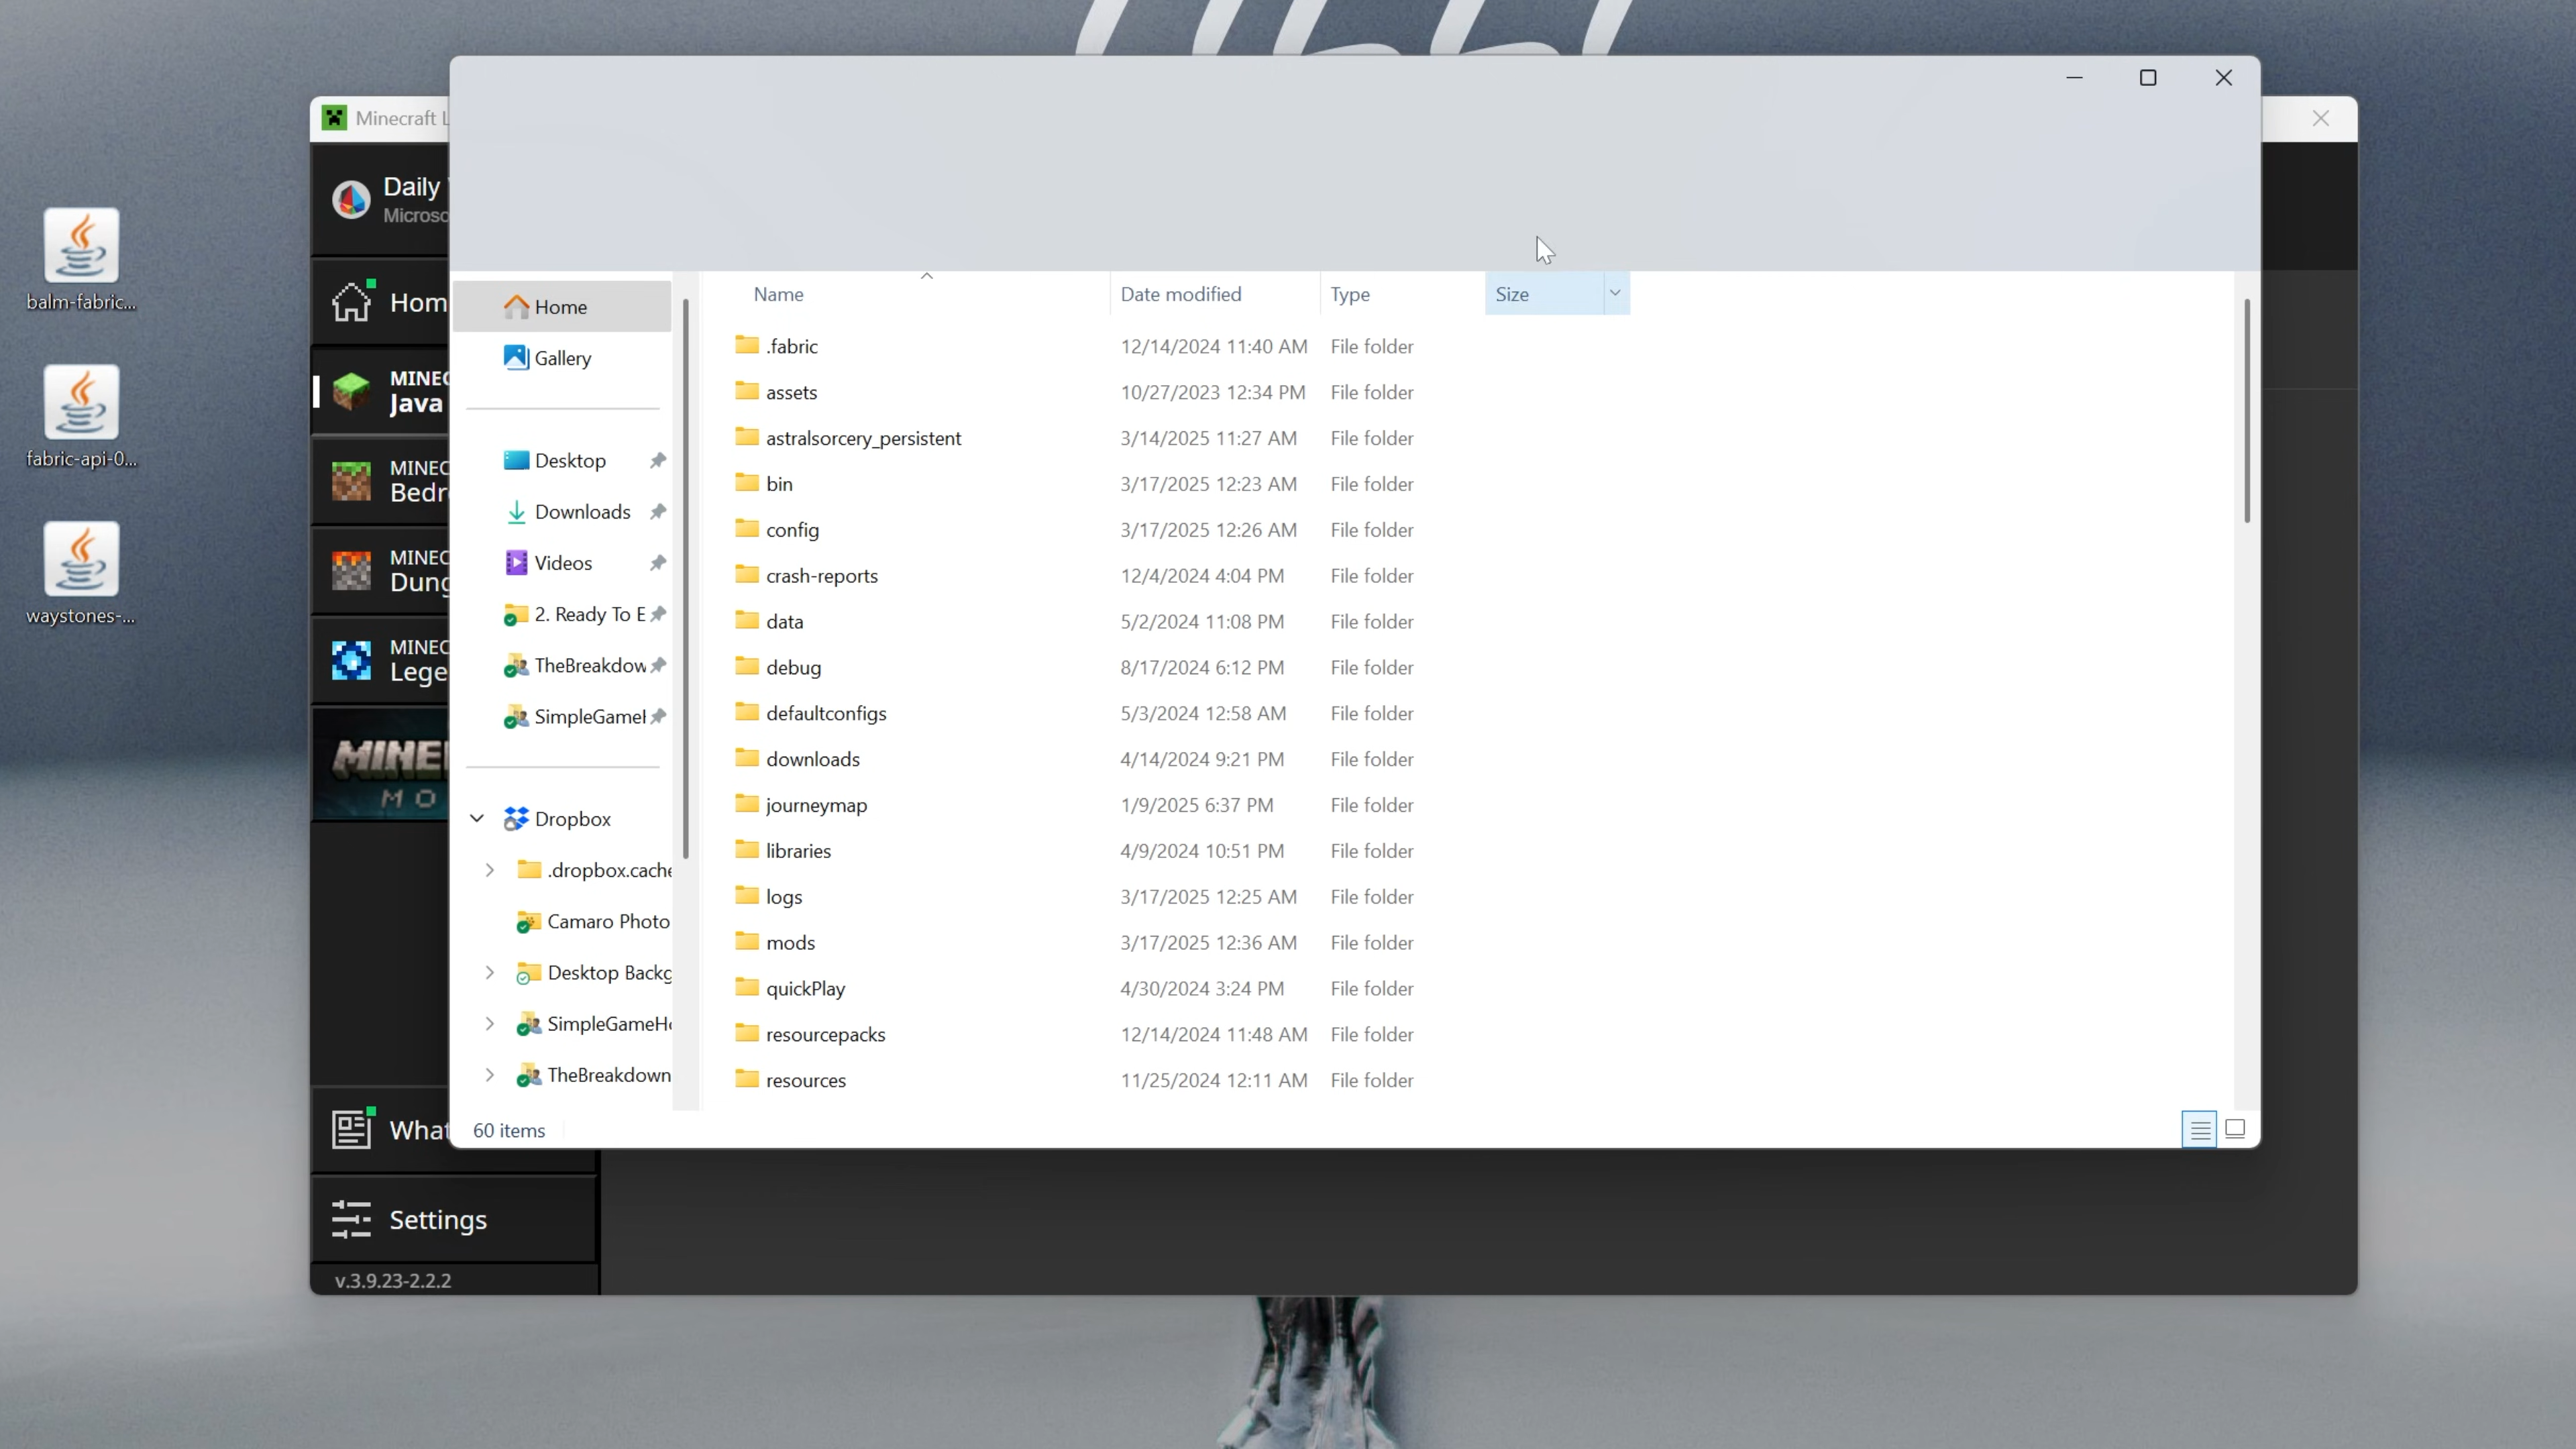 balm-fabric...
fabric-api-0...
waystones-...
Minecraft L
Daily
Microso
Hom
MINEC
Java
MINEC
Bedr
MINEC
Dung
MINEC
Lege
MINE
MO
What
Settings
v.3.9.23-2.2.2
Home
Gallery
Desktop
Downloads
Videos
2. Ready To E
TheBreakdow
SimpleGameH
Dropbox
.dropbox.cache
Camaro Photo
Desktop Backg
SimpleGameHo
TheBreakdown
Name Date modified Type Size
.fabric 12/14/2024 11:40 AM File folder
assets 10/27/2023 12:34 PM File folder
astralsorcery_persistent 3/14/2025 11:27 AM File folder
bin 3/17/2025 12:23 AM File folder
config 3/17/2025 12:26 AM File folder
crash-reports 12/4/2024 4:04 PM File folder
data 5/2/2024 11:08 PM File folder
debug 8/17/2024 6:12 PM File folder
defaultconfigs 5/3/2024 12:58 AM File folder
downloads 4/14/2024 9:21 PM File folder
journeymap 1/9/2025 6:37 PM File folder
libraries 4/9/2024 10:51 PM File folder
logs 3/17/2025 12:25 AM File folder
mods 3/17/2025 12:36 AM File folder
quickPlay 4/30/2024 3:24 PM File folder
resourcepacks 12/14/2024 11:48 AM File folder
resources 11/25/2024 12:11 AM File folder
60 items